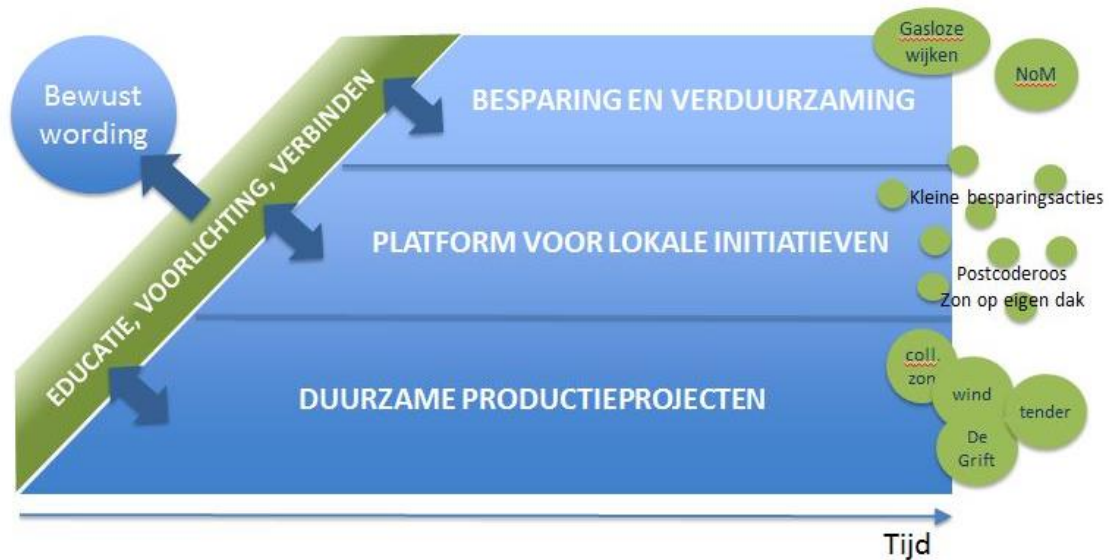 Gasloze
wijken
NoM
Bewust
wording
EDUCATIE, VOORLICHTING, VERBINDEN
BESPARING EN VERDUURZAMING
Kleine besparingsacties
PLATFORM VOOR LOKALE INITIATIEVEN
Postcoderoos
Zon op eigen dak
DUURZAME PRODUCTIEPROJECTEN
coll.
zon
wind
tender
De
Grift
Tijd